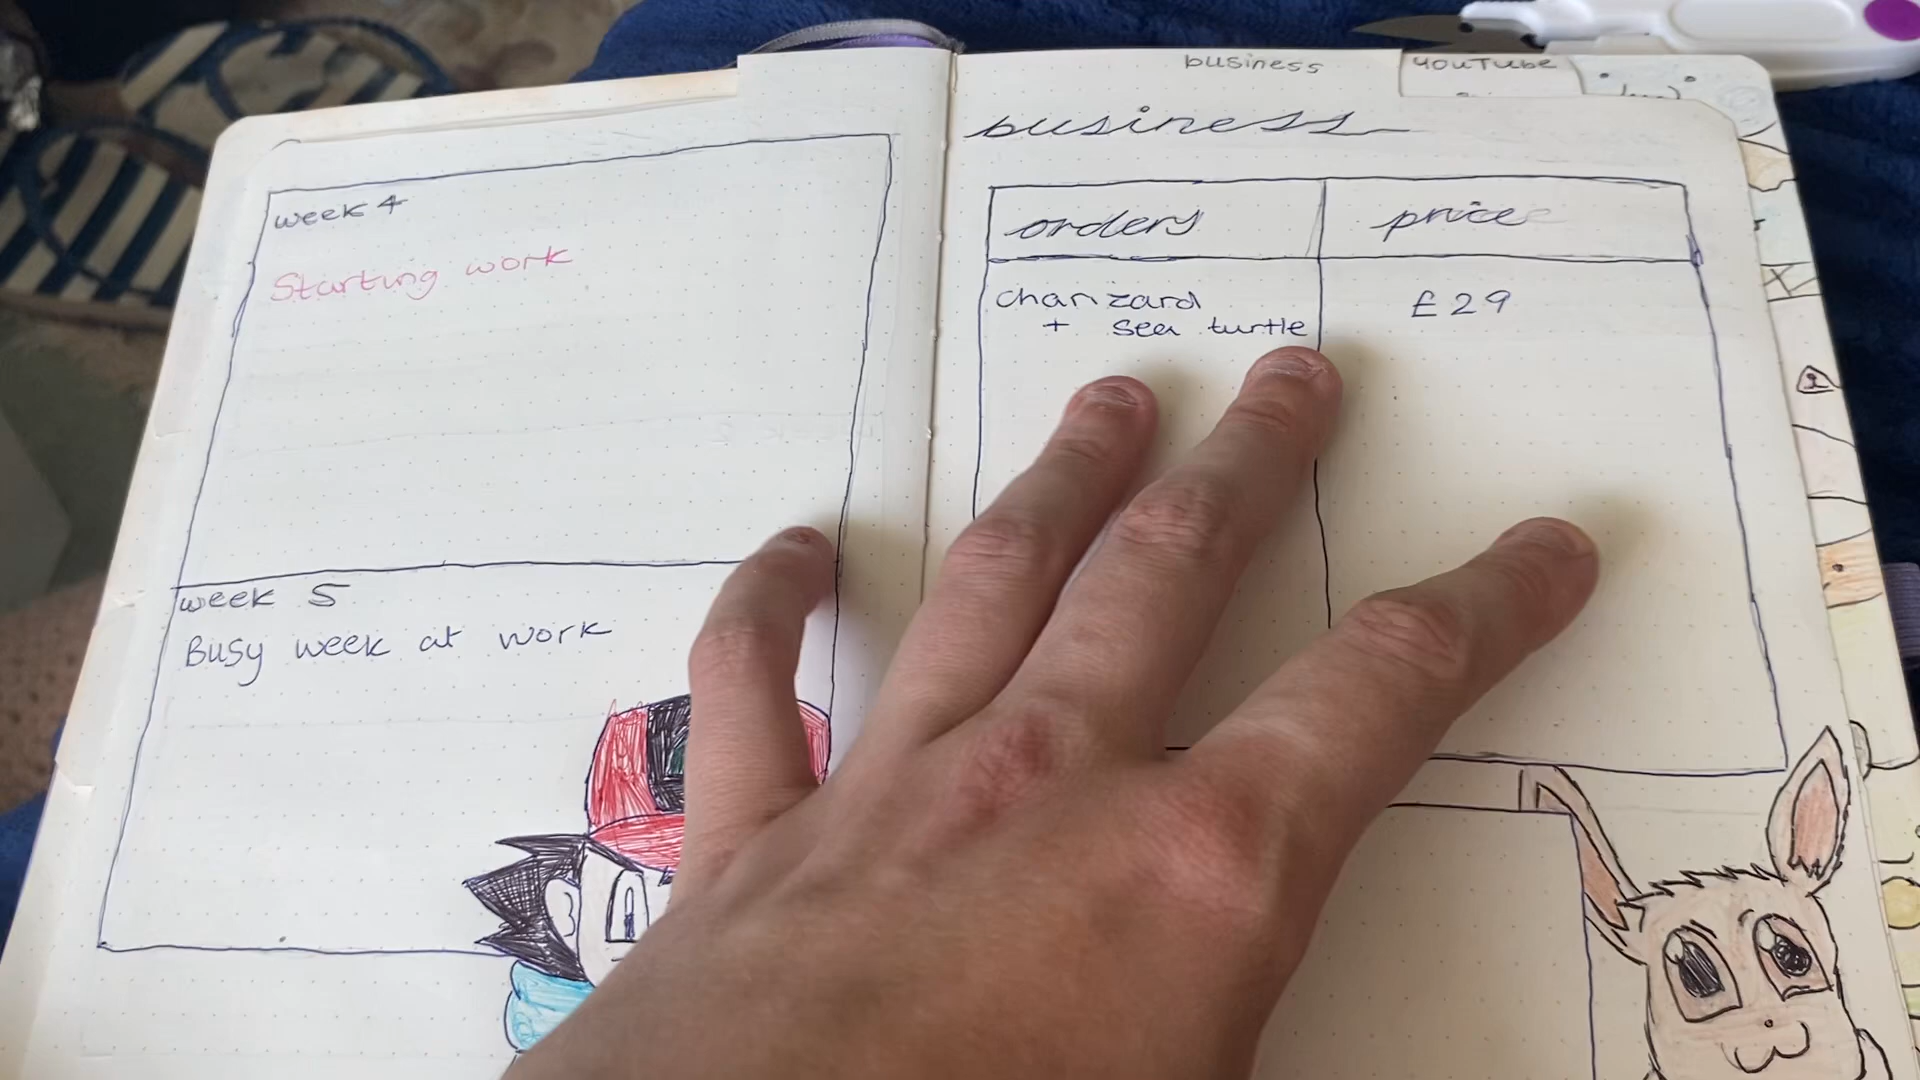 week 4
Starting work
week 5
Busy week at work
business
YOUTUBE
business
orders
price
charizard
+ sea turtle
£29